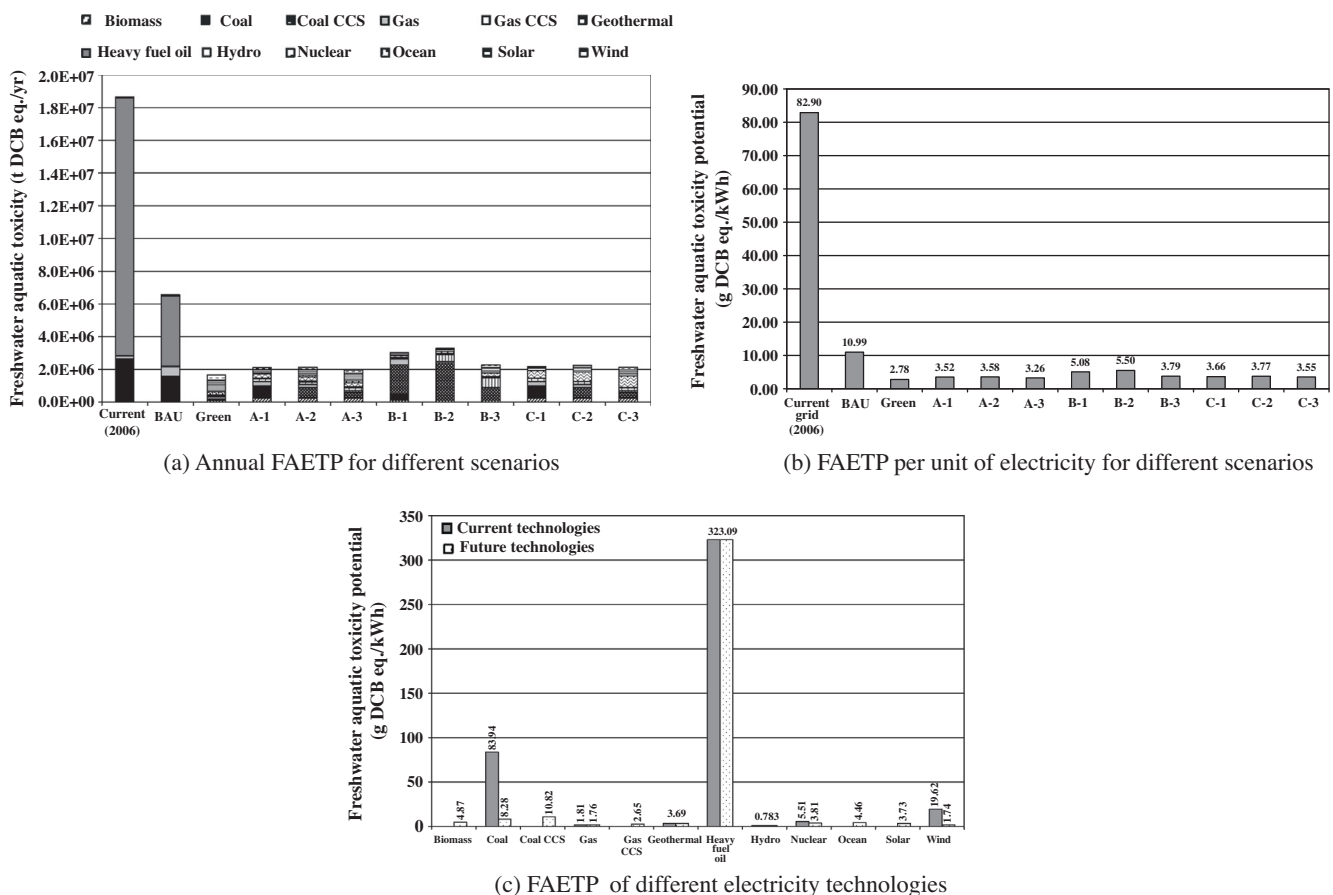 Biomass Coal Coal CCS Gas Gas CCS Geothermal
Heavy fuel oil Hydro Nuclear Ocean Solar Wind
Freshwater aquatic toxicity (t DCB eq./yr)
2.0E+07
1.8E+07
1.6E+07
1.4E+07
1.2E+07
1.0E+07
8.0E+06
6.0E+06
4.0E+06
2.0E+06
0.0E+00
Current (2006) BAU Green A-1 A-2 A-3 B-1 B-2 B-3 C-1 C-2 C-3
(a) Annual FAETP for different scenarios
Freshwater aquatic toxicity potential
(g DCB eq./kWh)
90.00
80.00
70.00
60.00
50.00
40.00
30.00
20.00
10.00
0.00
82.90 10.99 2.78 3.52 3.58 3.26 5.08 5.50 3.79 3.66 3.77 3.55
Current grid (2006) BAU Green A-1 A-2 A-3 B-1 B-2 B-3 C-1 C-2 C-3
(b) FAETP per unit of electricity for different scenarios
Freshwater aquatic toxicity potential
(g DCB eq./kWh)
350
300
250
200
150
100
50
0
Current technologies
Future technologies
4.87 83.94 8.28 10.82 1.81 1.76 2.65 3.69 323.09 0.783 5.51 3.81 4.46 3.73 19.62 1.74
Biomass Coal Coal CCS Gas Gas CCS Geothermal Heavy fuel oil Hydro Nuclear Ocean Solar Wind
(c) FAETP of different electricity technologies